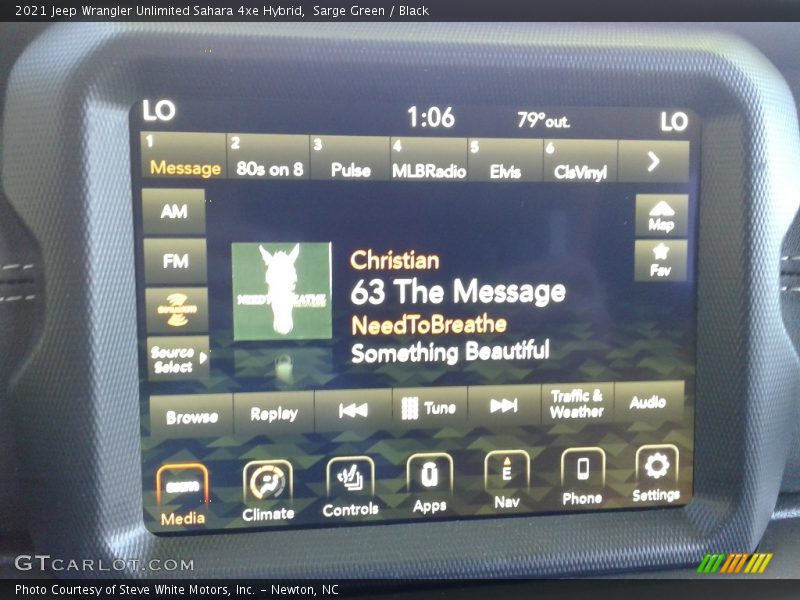 2021 Jeep Wrangler Unlimited Sahara 4xe Hybrid, Sarge Green / Black
LO 1:06 79° out. LO
1 Message 2 80s on 8 3 Pulse 4 MLBRadio 5 Elvis 6 ClsVinyl
AM
Map
FM
Fav
Source Select
NEEDTOBREATHE
Christian
63 The Message
NeedToBreathe
Something Beautiful
Browse Replay Tune Traffic & Weather Audio
Media Climate Controls Apps E Nav Phone Settings
GTCARLOT.COM
Photo Courtesy of Steve White Motors, Inc. – Newton, NC